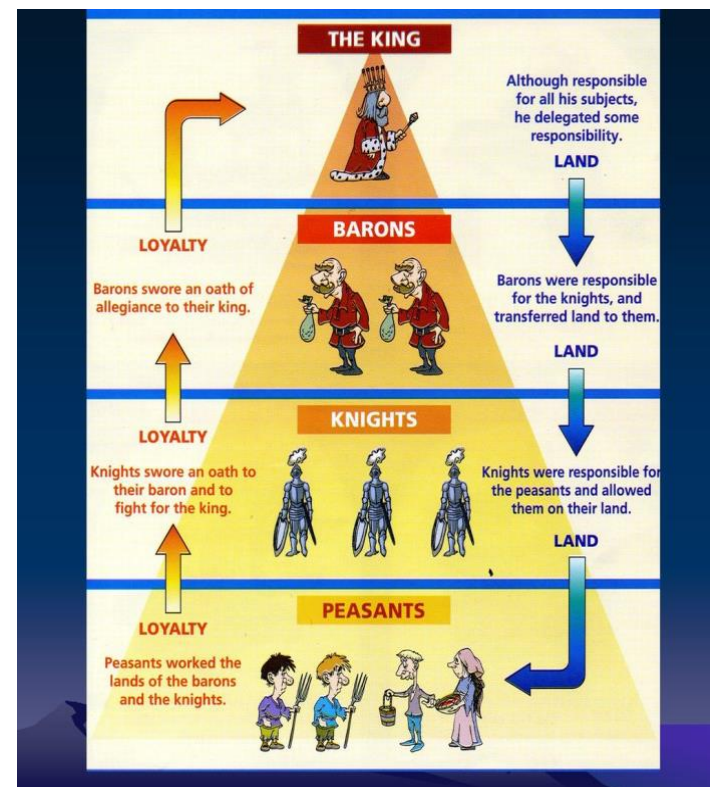 THE KING
Although responsible
for all his subjects,
he delegated some
responsibility.
LAND
LOYALTY
BARONS
Barons swore an oath of
allegiance to their king.
Barons were responsible
for the knights, and
transferred land to them.
LAND
LOYALTY
KNIGHTS
Knights swore an oath to
their baron and to
fight for the king.
Knights were responsible for
the peasants and allowed
them on their land.
LAND
LOYALTY
PEASANTS
Peasants worked the
lands of the barons
and the knights.